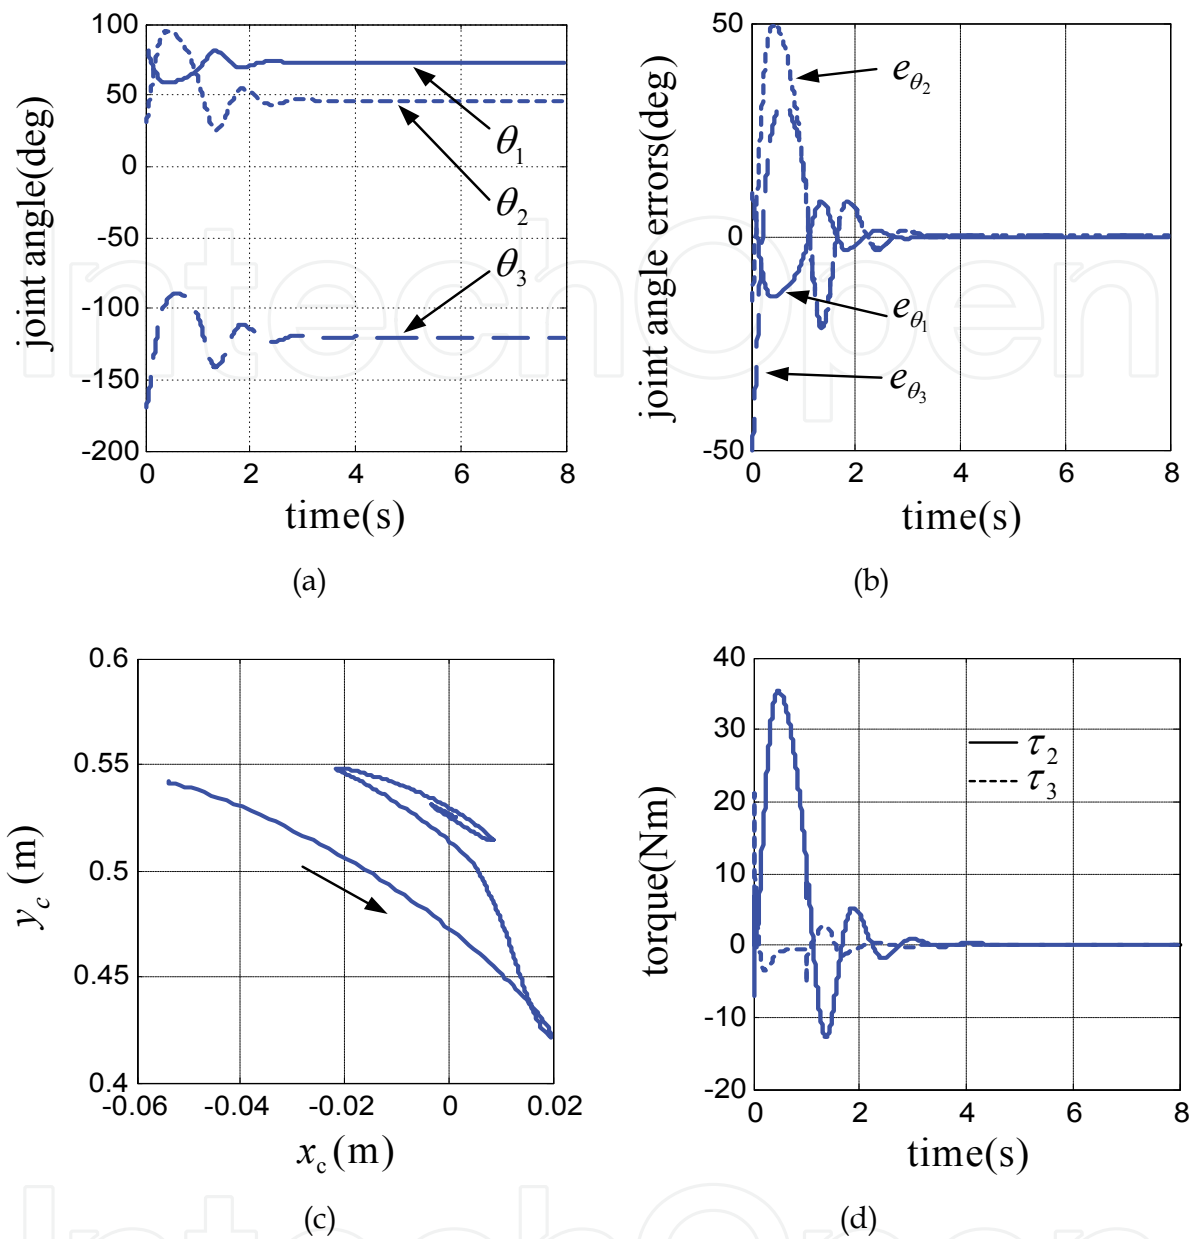 100
50
0
-50
-100
-150
-200
0 2 4 6 8
joint angle(deg)
time(s)
θ1
θ2
θ3
(a)
50
0
-50
0 2 4 6 8
joint angle errors(deg)
time(s)
eθ2
eθ1
eθ3
(b)
0.6
0.55
0.5
0.45
0.4
-0.06 -0.04 -0.02 0 0.02
yc (m)
xc (m)
(c)
40
30
20
10
0
-10
-20
0 2 4 6 8
torque(Nm)
time(s)
τ2
τ3
(d)
IntechOpen
IntechOpen